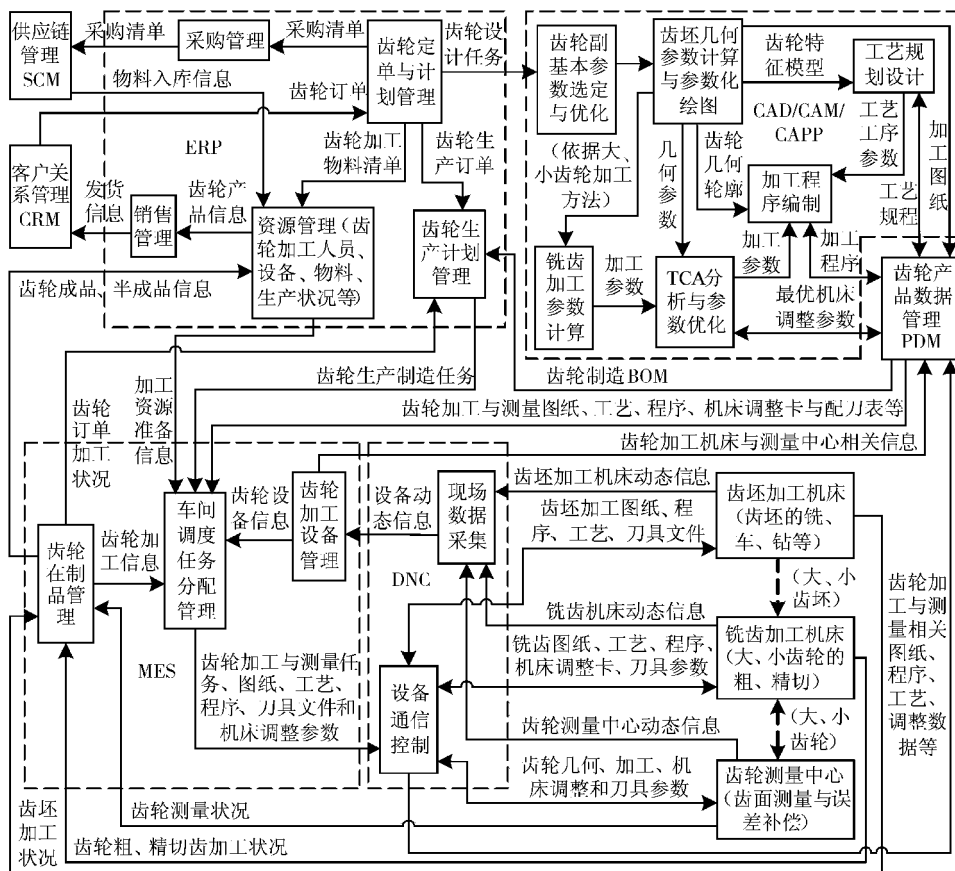 供应链
管理
SCM
采购清单
采购管理
采购清单
齿轮定
单与计
划管理
齿轮设
计任务
物料入库信息
齿轮订单
ERP
齿轮加工
物料清单
齿轮生
产订单
客户关
系管理
CRM
发货
信息
销售
管理
齿轮产
品信息
资源管理（齿
轮加工人员、
设备、物料、
生产状况等）
齿轮生
产计划
管理
齿轮成品、半成品信息
齿轮副
基本参
数选定
与优化
齿坯几何
参数计算
与参数化
绘图
齿轮特
征模型
工艺规
划设计
CAD/CAM/
CAPP
工艺
工序
参数
加工图纸
（依据大、
小齿轮加工
方法）
几何参数
齿轮
几何
轮廓
加工程
序编制
工艺
规程
铣齿
加工
参数
计算
加工
参数
TCA分
析与参
数优化
加工
参数
加工
程序
最优机床
调整参数
齿轮产
品数据
管理
PDM
齿轮制造BOM
齿轮生产制造任务
齿轮加工与测量图纸、工艺、程序、机床调整卡与配刀表等
齿轮加工机床与测量中心相关信息
齿轮
订单
加工
状况
加工
资源
准备
信息
齿轮
在制
品管
理
齿轮加
工信息
车间
调度
任务
分配
管理
齿轮设
备信息
齿轮
加工
设备
管理
设备动
态信息
现场
数据
采集
DNC
MES
齿轮加工与测量任
务、图纸、工艺、
程序、刀具文件和
机床调整参数
设备
通信
控制
齿坯加工机床动态信息
齿坯加工图纸、程
序、工艺、刀具文件
齿坯加工机床
（齿坯的铣、
车、钻等）
（大、小
齿坯）
铣齿机床动态信息
铣齿图纸、工艺、程序、
机床调整卡、刀具参数
铣齿加工机床
（大、小齿轮的
粗、精切）
（大、小
齿轮）
齿轮测量中心动态信息
齿轮几何、加工、机
床调整和刀具参数
齿轮测量中心
（齿面测量与误
差补偿）
齿轮加
工与测
量相关
图纸、
程序、
工艺、
调整数
据等
齿坯
加工
状况
齿轮测量状况
齿轮粗、精切齿加工状况